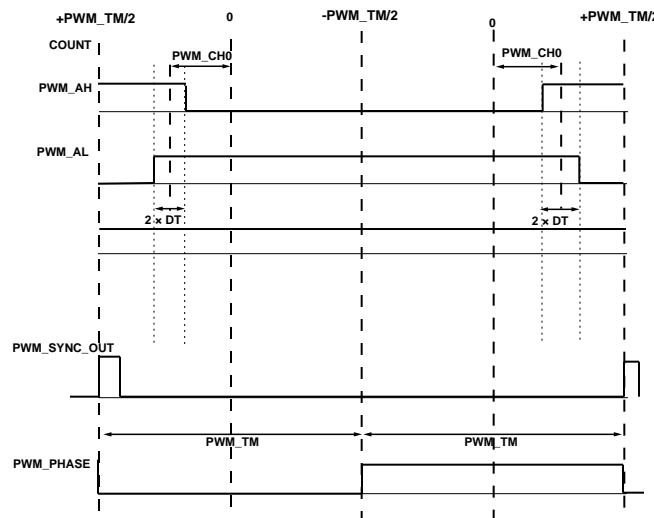 +PWM_TM/2 0 -PWM_TM/2 0 +PWM_TM/2
COUNT
PWM_CH0 PWM_CH0
PWM_AH
PWM_AL
2 × DT 2 × DT
PWM_SYNC_OUT
PWM_TM PWM_TM
PWM_PHASE